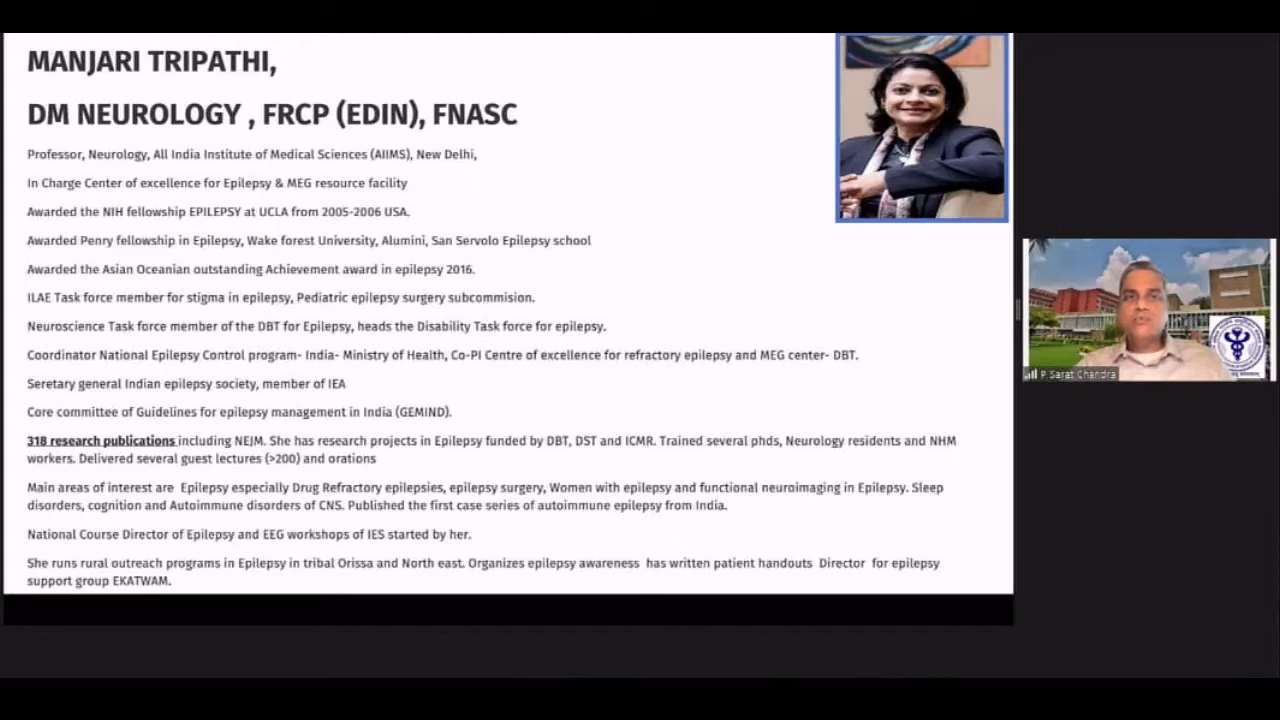 MANJARI TRIPATHI,
DM NEUROLOGY , FRCP (EDIN), FNASC
Professor, Neurology, All India Institute of Medical Sciences (AIIMS), New Delhi,
In Charge Center of excellence for Epilepsy & MEG resource facility
Awarded the NIH fellowship EPILEPSY at UCLA from 2005-2006 USA.
Awarded Penry fellowship in Epilepsy, Wake forest University, Alumini, San Servolo Epilepsy school
Awarded the Asian Oceanian outstanding Achievement award in epilepsy 2016.
ILAE Task force member for stigma in epilepsy, Pediatric epilepsy surgery subcommision.
Neuroscience Task force member of the DBT for Epilepsy, heads the Disability Task force for epilepsy.
Coordinator National Epilepsy Control program- India- Ministry of Health, Co-PI Centre of excellence for refractory epilepsy and MEG center- DBT.
Seretary general Indian epilepsy society, member of IEA
Core committee of Guidelines for epilepsy management in India (GEMIND).
318 research publications including NEJM. She has research projects in Epilepsy funded by DBT, DST and ICMR. Trained several phds, Neurology residents and NHM
workers. Delivered several guest lectures (>200) and orations
Main areas of interest are Epilepsy especially Drug Refractory epilepsies, epilepsy surgery, Women with epilepsy and functional neuroimaging in Epilepsy. Sleep
disorders, cognition and Autoimmune disorders of CNS. Published the first case series of autoimmune epilepsy from India.
National Course Director of Epilepsy and EEG workshops of IES started by her.
She runs rural outreach programs in Epilepsy in tribal Orissa and North east. Organizes epilepsy awareness has written patient handouts Director for epilepsy
support group EKATWAM.
P Sarat Chandra